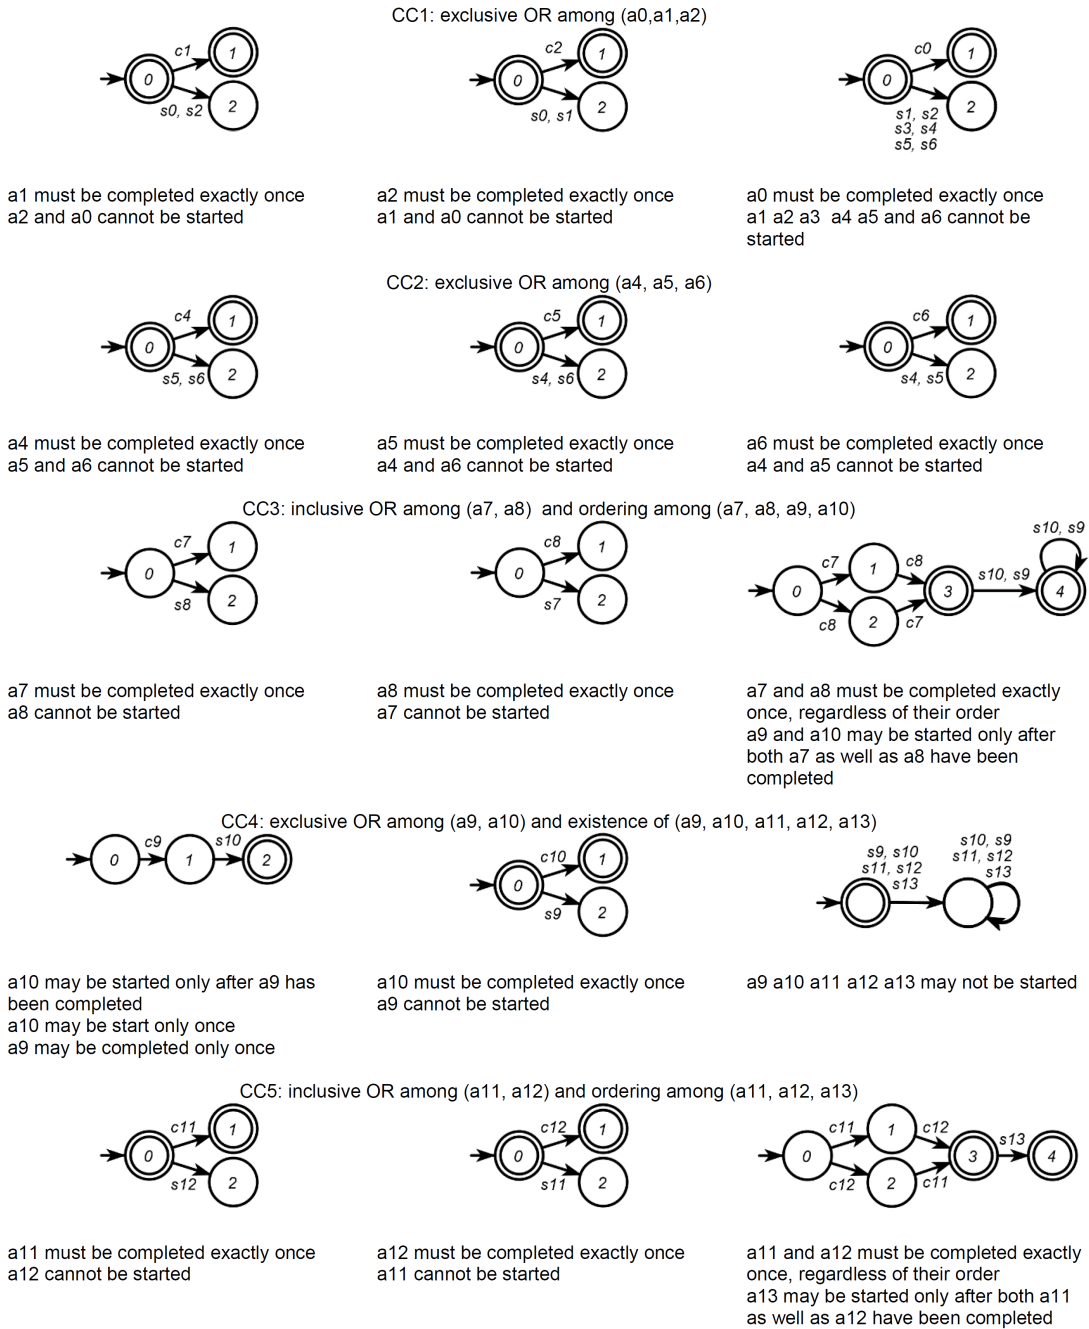 CC1: exclusive OR among (a0,a1,a2)
c1
0
1
s0, s2
2
c2
0
1
s0, s1
2
c0
0
1
2
s1, s2
s3, s4
s5, s6
a1 must be completed exactly once
a2 and a0 cannot be started
a2 must be completed exactly once
a1 and a0 cannot be started
a0 must be completed exactly once
a1 a2 a3 a4 a5 and a6 cannot be
started
CC2: exclusive OR among (a4, a5, a6)
c4
0
1
s5, s6
2
c5
0
1
s4, s6
2
c6
0
1
s4, s5
2
a4 must be completed exactly once
a5 and a6 cannot be started
a5 must be completed exactly once
a4 and a6 cannot be started
a6 must be completed exactly once
a4 and a5 cannot be started
CC3: inclusive OR among (a7, a8) and ordering among (a7, a8, a9, a10)
c7
0
1
s8
2
c8
0
1
s7
2
s10, s9
c7
1
c8
s10, s9
0
3
4
c8
2
c7
a7 must be completed exactly once
a8 cannot be started
a8 must be completed exactly once
a7 cannot be started
a7 and a8 must be completed exactly
once, regardless of their order
a9 and a10 may be started only after
both a7 as well as a8 have been
completed
CC4: exclusive OR among (a9, a10) and existence of (a9, a10, a11, a12, a13)
c9
s10
0
1
2
c10
0
1
s9
2
s9, s10
s11, s12
s13
s10, s9
s11, s12
s13
a10 may be started only after a9 has
been completed
a10 may be start only once
a9 may be completed only once
a10 must be completed exactly once
a9 cannot be started
a9 a10 a11 a12 a13 may not be started
CC5: inclusive OR among (a11, a12) and ordering among (a11, a12, a13)
c11
0
1
s12
2
c12
0
1
s11
2
c11
1
c12
s13
0
3
4
c12
2
c11
a11 must be completed exactly once
a12 cannot be started
a12 must be completed exactly once
a11 cannot be started
a11 and a12 must be completed exactly
once, regardless of their order
a13 may be started only after both a11
as well as a12 have been completed